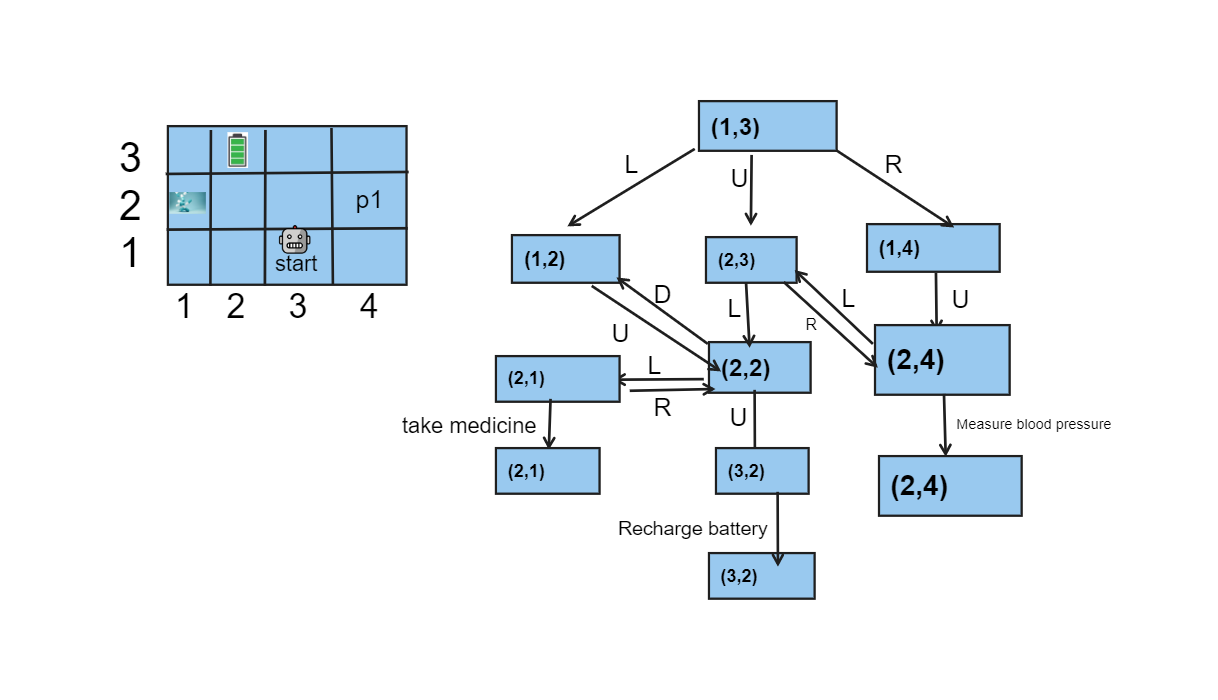 3
2
1
p1
start
1
2
3
4
(1,3)
L
U
R
(1,2)
(2,3)
(1,4)
D
U
L
R
L
U
(2,1)
L
R
(2,2)
(2,4)
take medicine
U
Measure blood pressure
(2,1)
(3,2)
(2,4)
Recharge battery
(3,2)